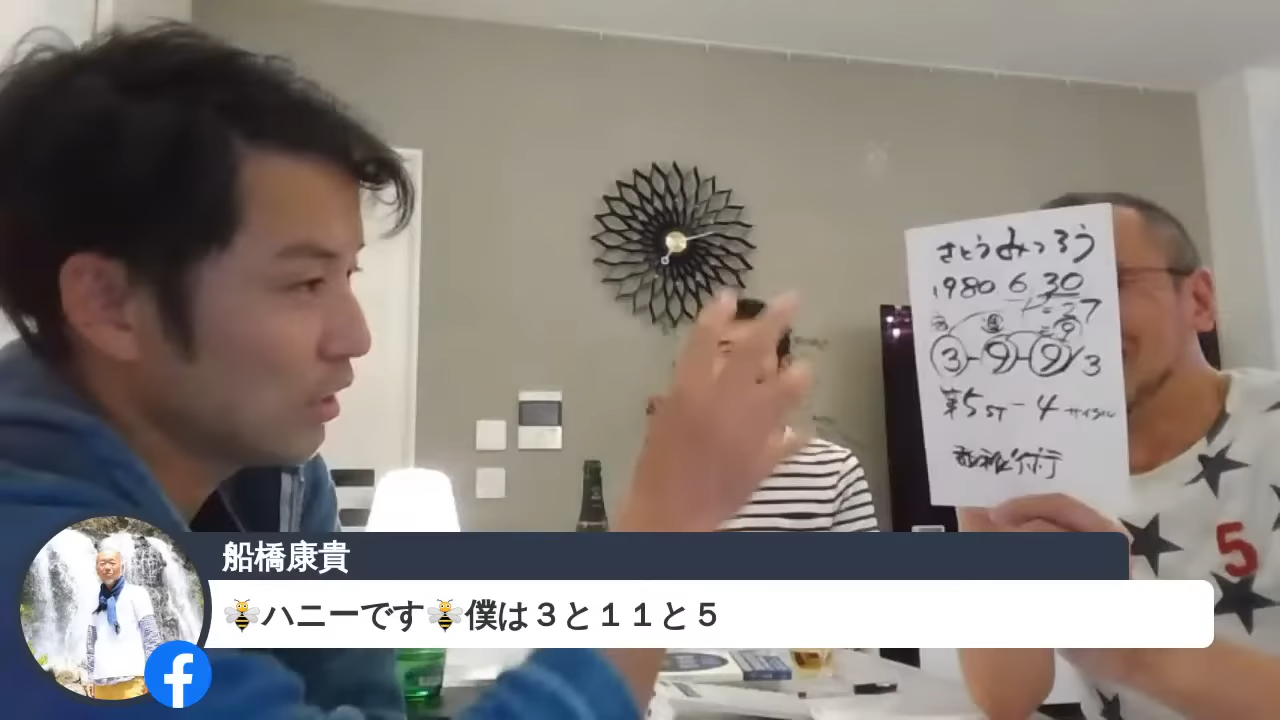 さとうみつろう
1980 6 30
= 27
= 9
3-9-9/3
第5ST-4 サイクル
5
船橋康貴
🐝ハニーです🐝僕は３と１１と５